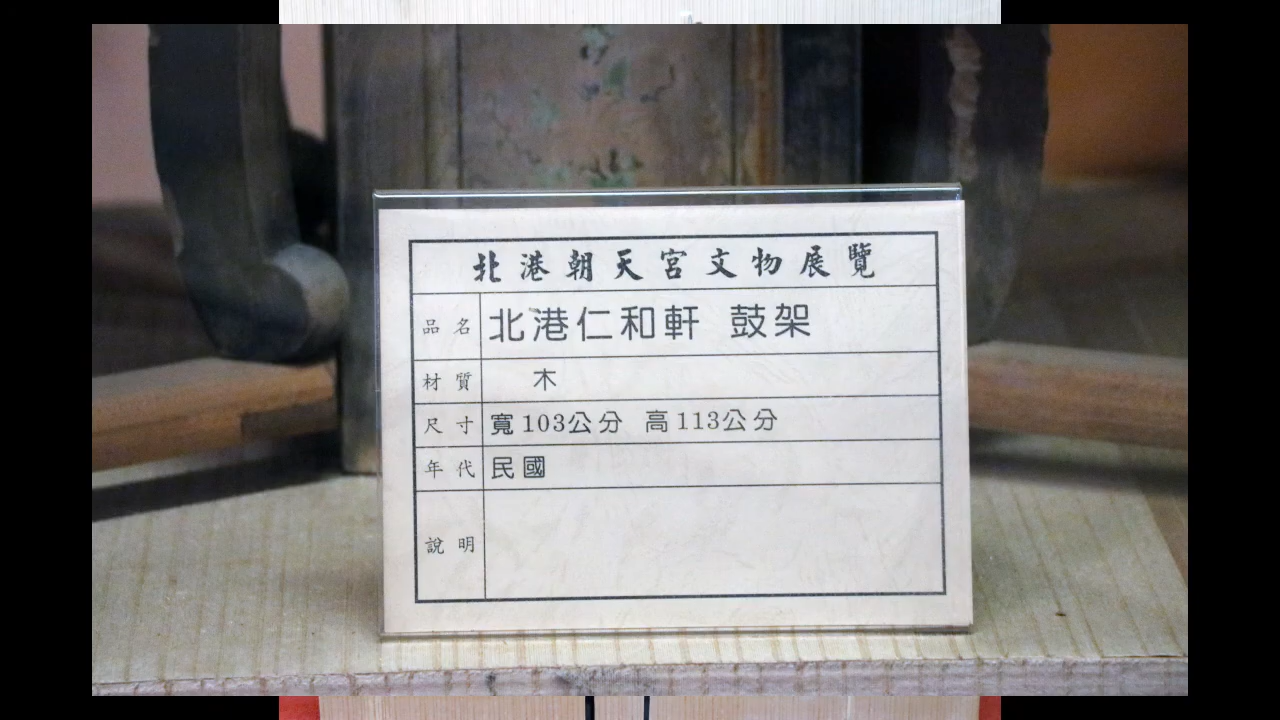 北港朝天宮文物展覽
品名 北港仁和軒 鼓架
材質 木
尺寸 寬103公分 高113公分
年代 民國
說明